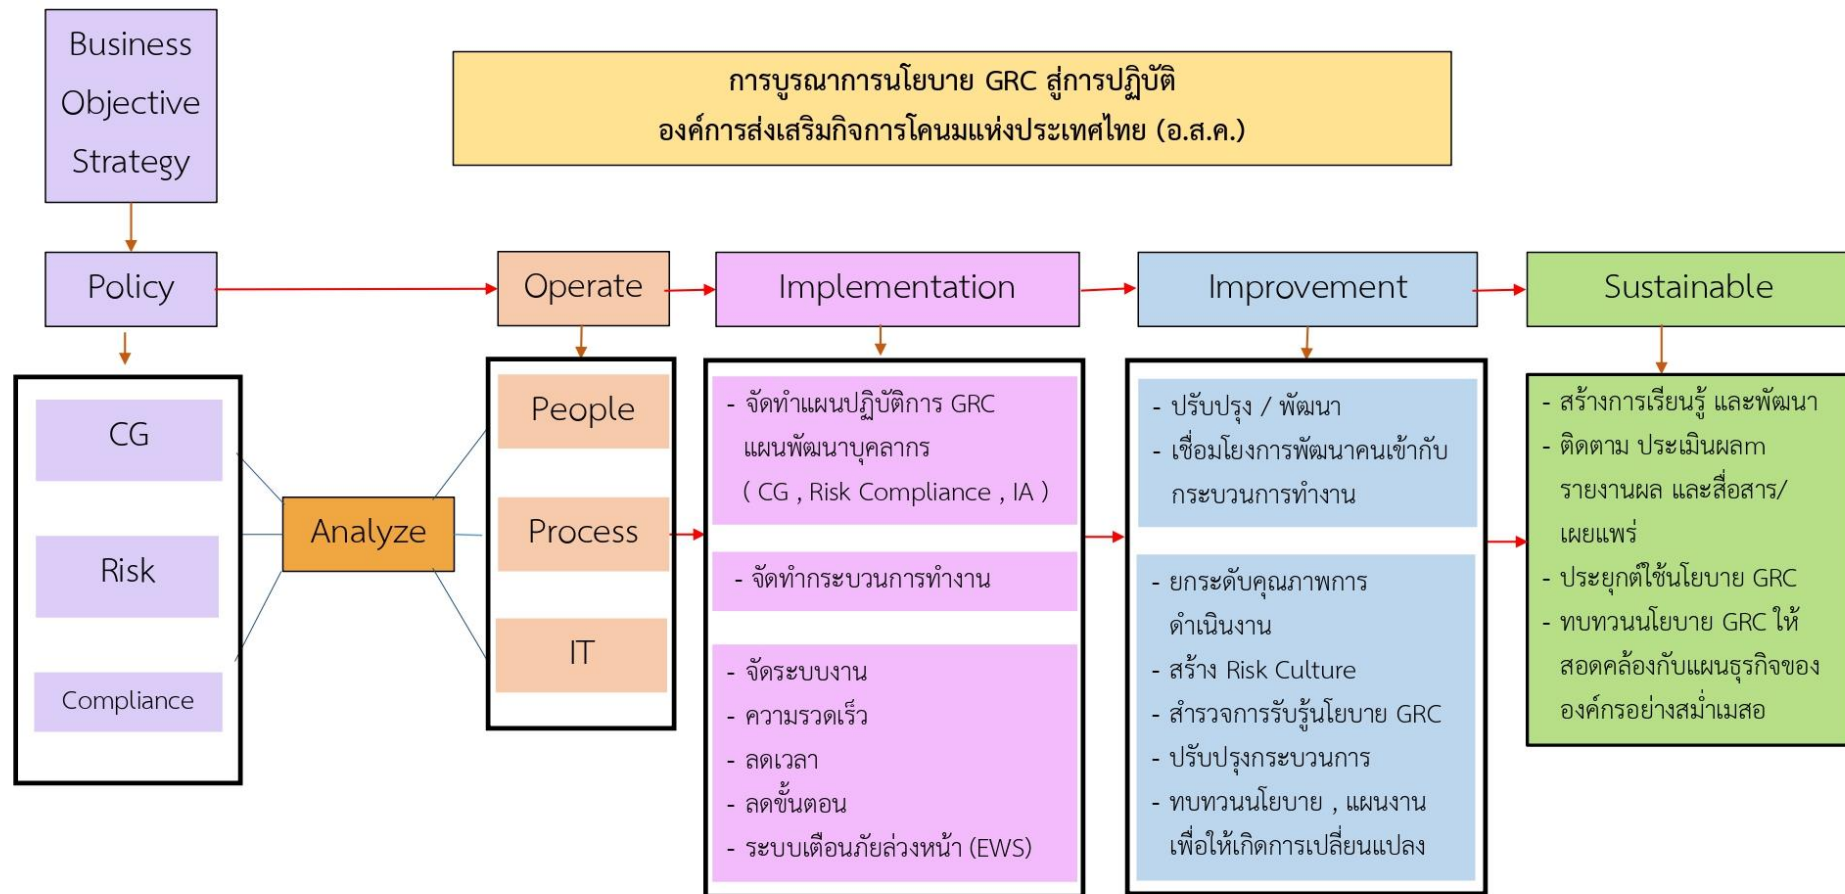 Business
Objective
Strategy
การบูรณาการนโยบาย GRC สู่การปฏิบัติ
องค์การส่งเสริมกิจการโคนมแห่งประเทศไทย (อ.ส.ค.)
Policy
Operate
Implementation
Improvement
Sustainable
CG
Risk
Compliance
Analyze
People
Process
IT
- จัดทำแผนปฏิบัติการ GRC
แผนพัฒนาบุคลากร
( CG , Risk Compliance , IA )
- จัดทำกระบวนการทำงาน
- จัดระบบงาน
- ความรวดเร็ว
- ลดเวลา
- ลดขั้นตอน
- ระบบเตือนภัยล่วงหน้า (EWS)
- ปรับปรุง / พัฒนา
- เชื่อมโยงการพัฒนาคนเข้ากับ
กระบวนการทำงาน
- ยกระดับคุณภาพการ
ดำเนินงาน
- สร้าง Risk Culture
- สำรวจการรับรู้นโยบาย GRC
- ปรับปรุงกระบวนการ
- ทบทวนนโยบาย , แผนงาน
เพื่อให้เกิดการเปลี่ยนแปลง
- สร้างการเรียนรู้ และพัฒนา
- ติดตาม ประเมินผลm
รายงานผล และสื่อสาร/
เผยแพร่
- ประยุกต์ใช้นโยบาย GRC
- ทบทวนนโยบาย GRC ให้
สอดคล้องกับแผนธุรกิจของ
องค์กรอย่างสม่ำเมสอ